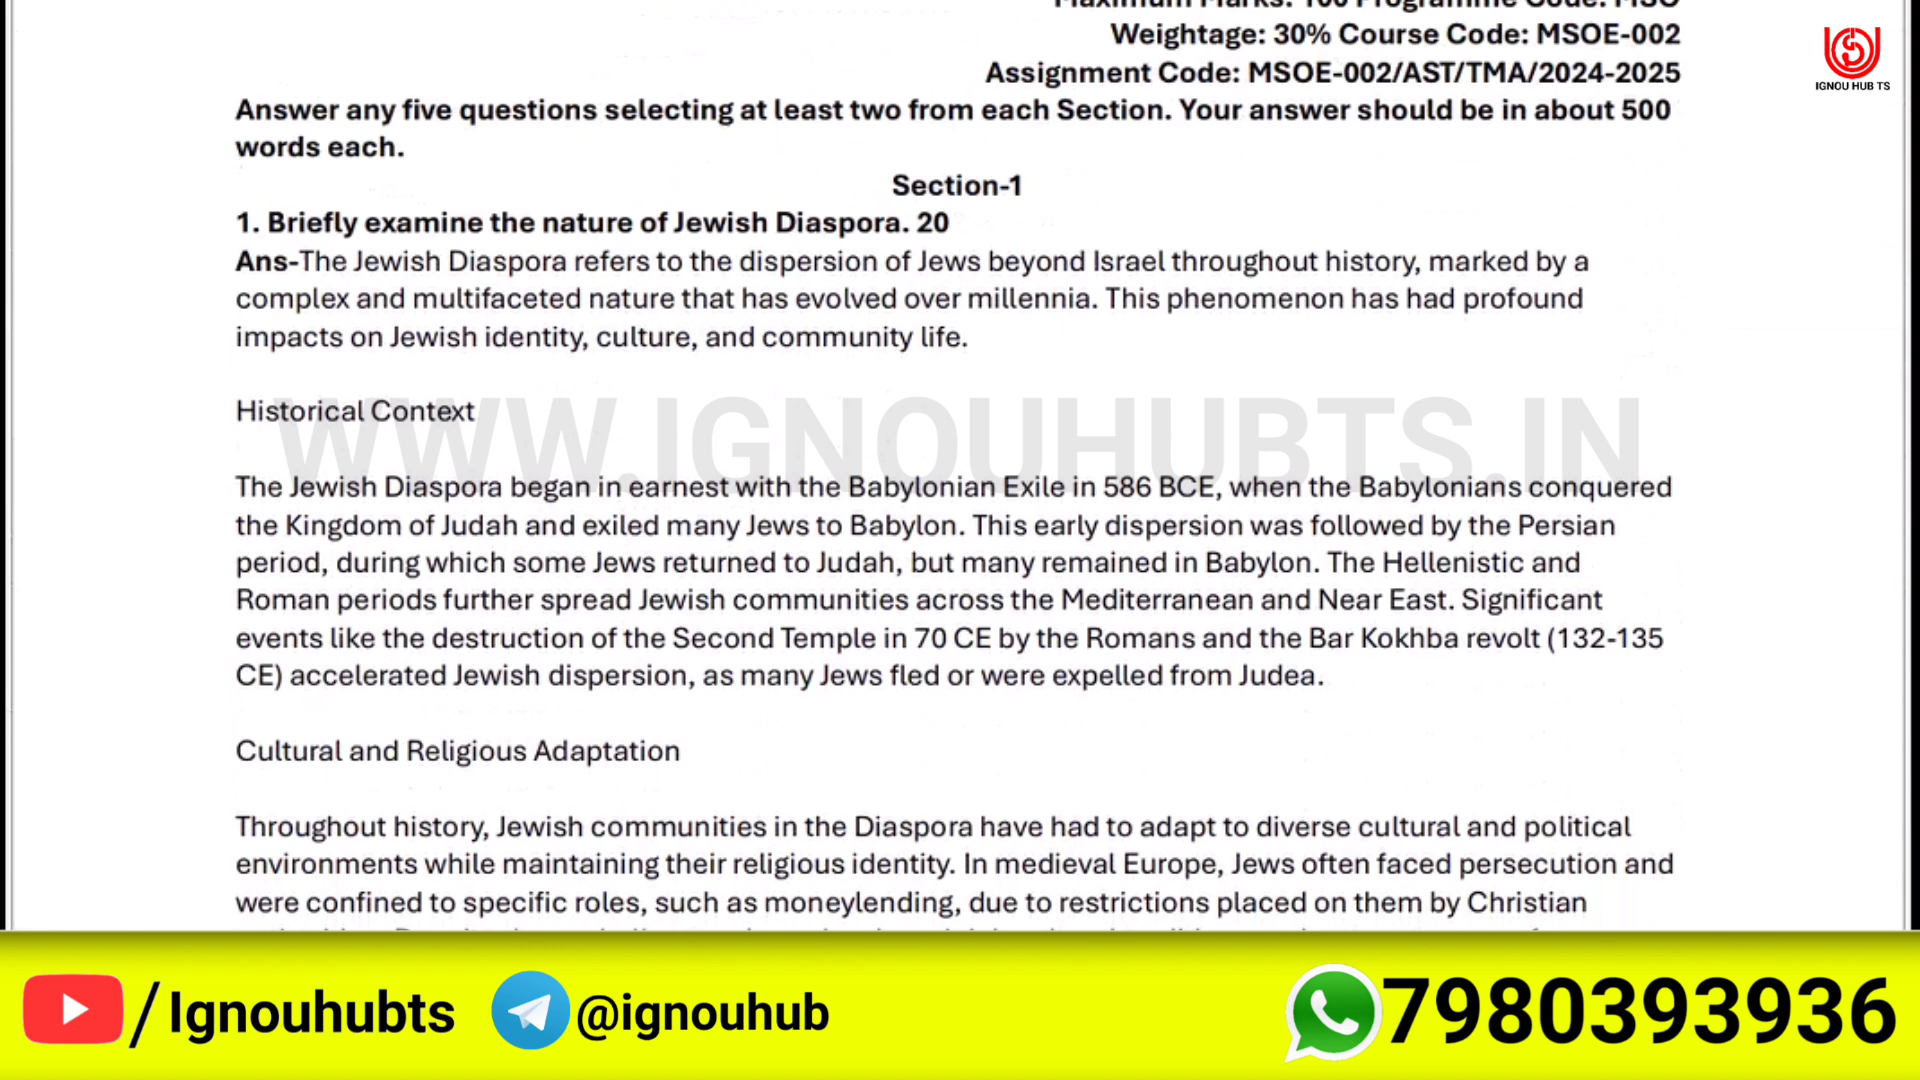 Maximum Marks: 100 Programme Code: MSO
Weightage: 30% Course Code: MSOE-002
Assignment Code: MSOE-002/AST/TMA/2024-2025
IGNOU HUB TS
Answer any five questions selecting at least two from each Section. Your answer should be in about 500
words each.
Section-1
1. Briefly examine the nature of Jewish Diaspora. 20
Ans-The Jewish Diaspora refers to the dispersion of Jews beyond Israel throughout history, marked by a
complex and multifaceted nature that has evolved over millennia. This phenomenon has had profound
impacts on Jewish identity, culture, and community life.
Historical Context
WWW.IGNOUHUBTS.IN
The Jewish Diaspora began in earnest with the Babylonian Exile in 586 BCE, when the Babylonians conquered
the Kingdom of Judah and exiled many Jews to Babylon. This early dispersion was followed by the Persian
period, during which some Jews returned to Judah, but many remained in Babylon. The Hellenistic and
Roman periods further spread Jewish communities across the Mediterranean and Near East. Significant
events like the destruction of the Second Temple in 70 CE by the Romans and the Bar Kokhba revolt (132-135
CE) accelerated Jewish dispersion, as many Jews fled or were expelled from Judea.
Cultural and Religious Adaptation
Throughout history, Jewish communities in the Diaspora have had to adapt to diverse cultural and political
environments while maintaining their religious identity. In medieval Europe, Jews often faced persecution and
were confined to specific roles, such as moneylending, due to restrictions placed on them by Christian
/Ignouhubts
@ignouhub
7980393936